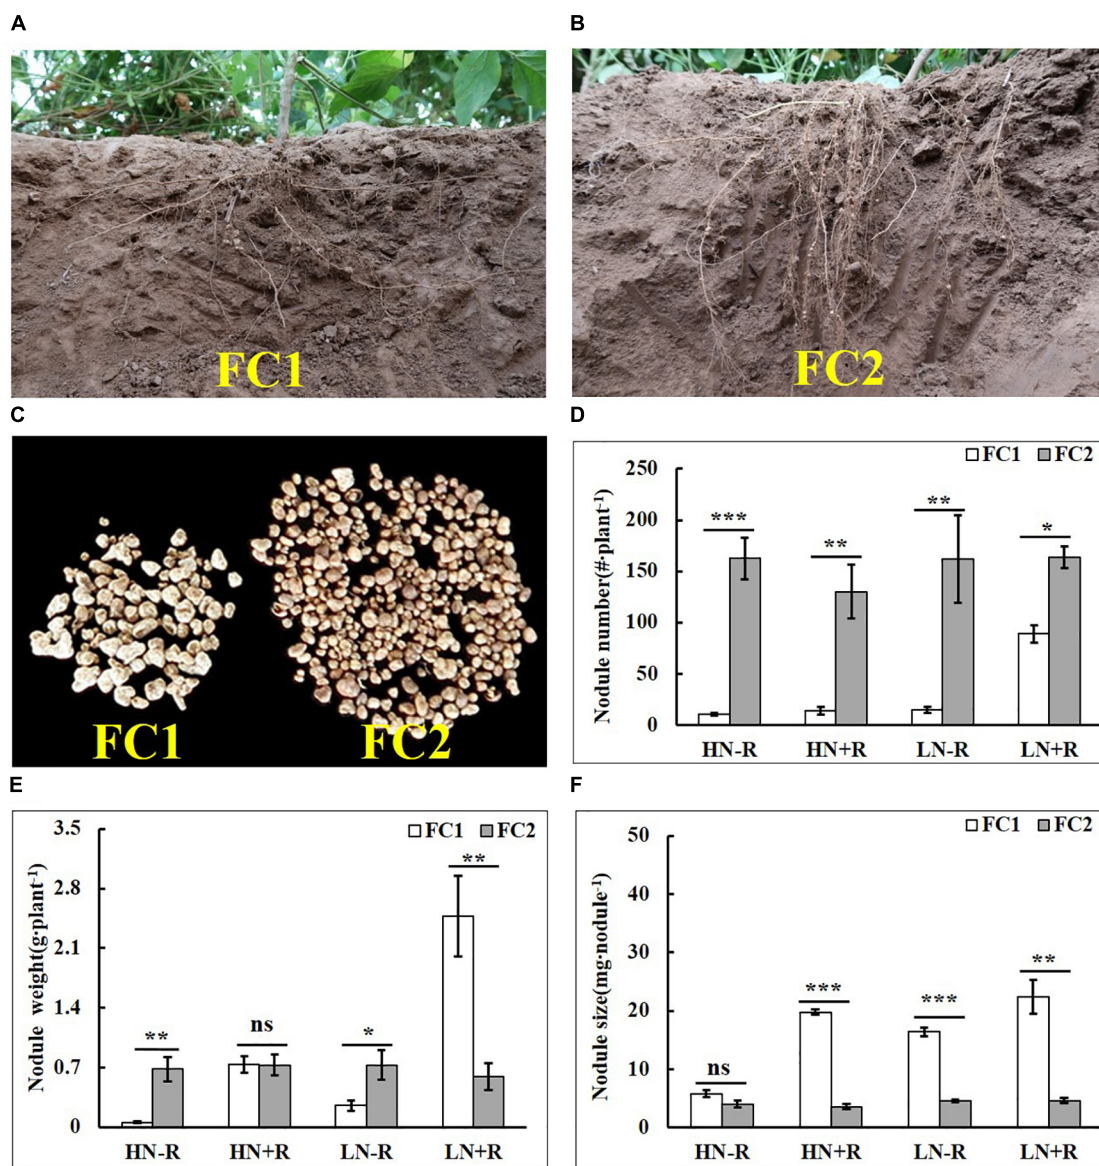 A
B
FC1
FC2
C
D
FC1
FC2
FC1 FC2
Nodule number(#·plant⁻¹)
250
200
150
100
50
0
***
**
**
*
HN-R HN+R LN-R LN+R
E
F
FC1 FC2
Nodule weight(g·plant⁻¹)
3.5
2.8
2.1
1.4
0.7
0
**
ns
*
**
HN-R HN+R LN-R LN+R
FC1 FC2
Nodule size(mg·nodule⁻¹)
50
40
30
20
10
0
ns
***
***
**
HN-R HN+R LN-R LN+R